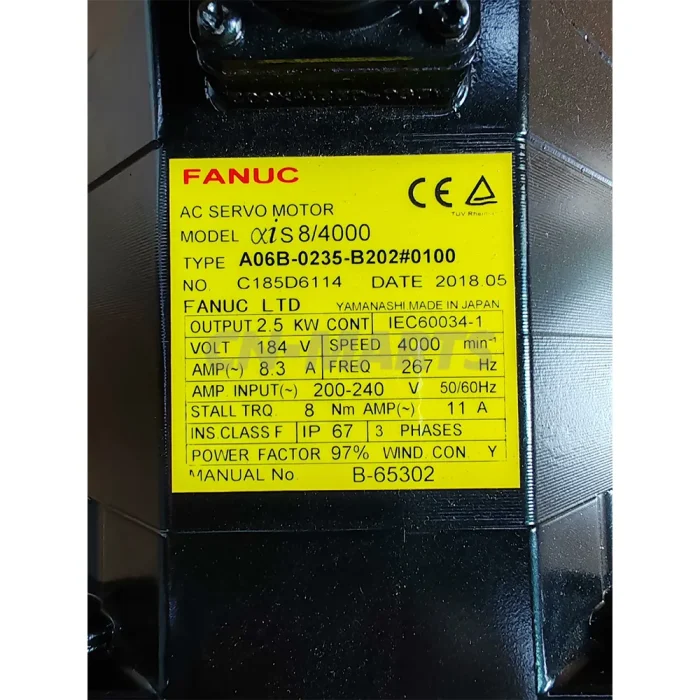 FANUC
CE
TÜV Rheinland
AC SERVO MOTOR
MODEL αiS 8/4000
TYPE A06B-0235-B202#0100
NO. C185D6114 DATE 2018.05
FANUC LTD YAMANASHI MADE IN JAPAN
OUTPUT 2.5 KW CONT IEC60034-1
VOLT 184 V SPEED 4000 min⁻¹
AMP(~) 8.3 A FREQ 267 Hz
AMP. INPUT(~) 200-240 V 50/60Hz
STALL TRQ. 8 Nm AMP(~) 11 A
INS.CLASS F IP 67 3 PHASES
POWER FACTOR 97% WIND CON Y
MANUAL No. B-65302